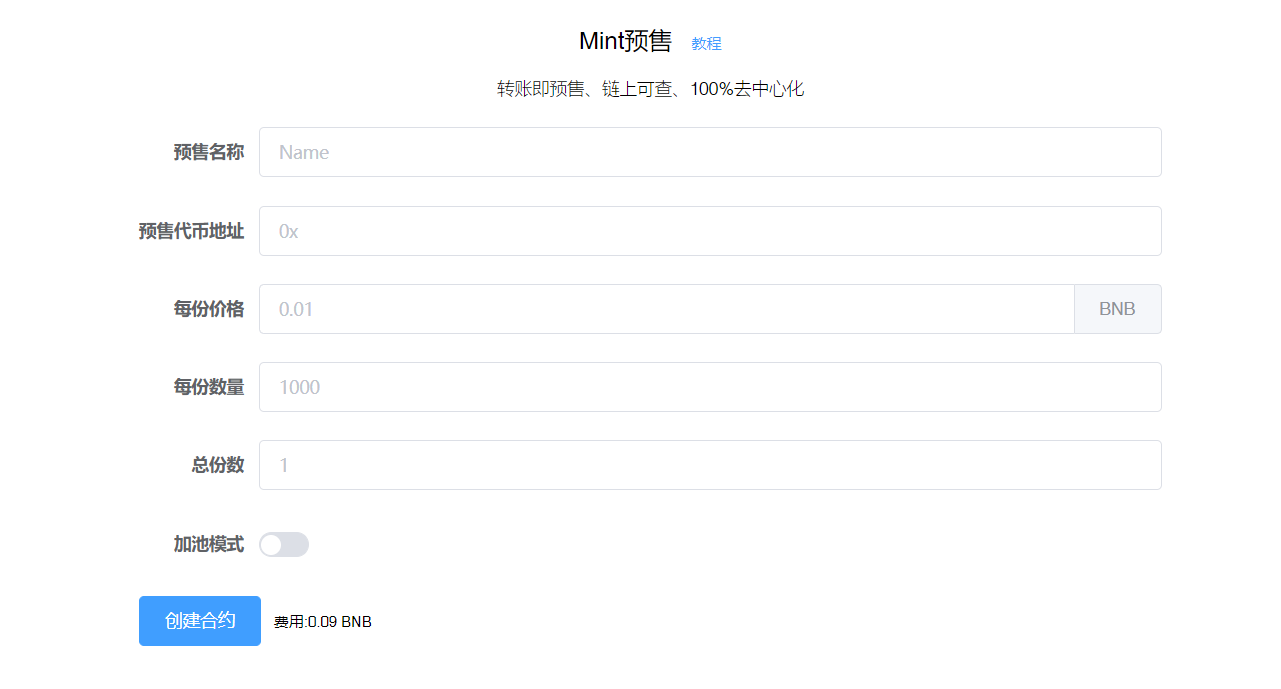 Mint预售 教程
转账即预售、链上可查、100%去中心化
预售名称 Name
预售代币地址 0x
每份价格 0.01 BNB
每份数量 1000
总份数 1
加池模式
创建合约 费用:0.09 BNB